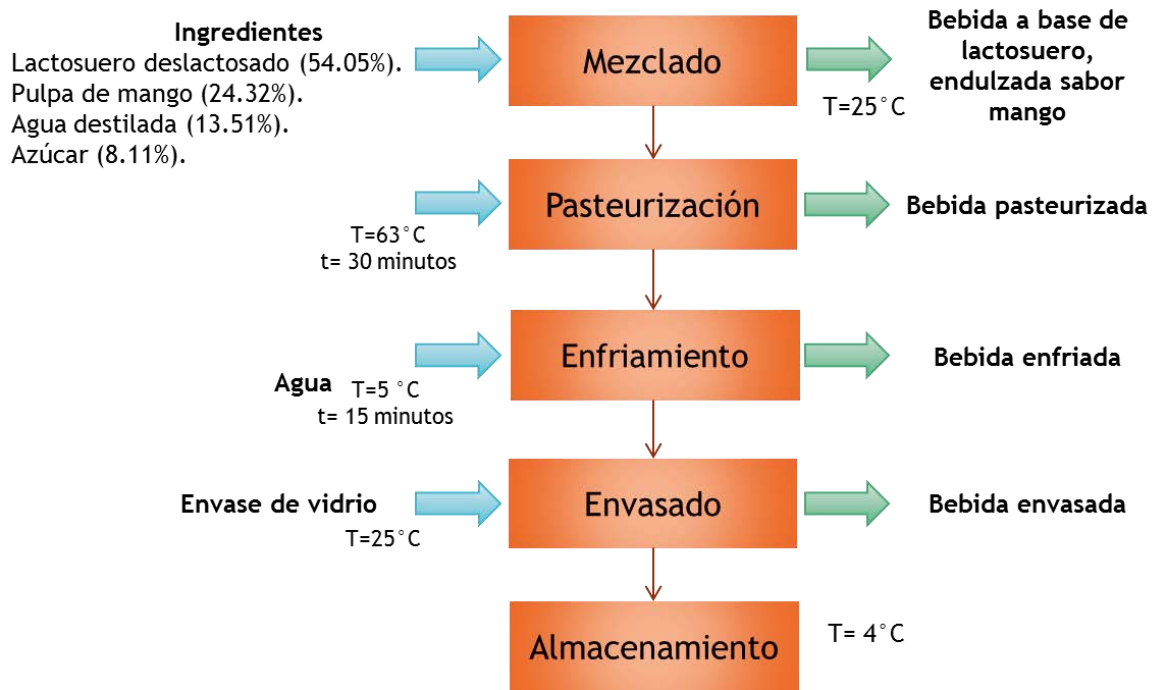 Ingredientes
Lactosuero deslactosado (54.05%).
Pulpa de mango (24.32%).
Agua destilada (13.51%).
Azúcar (8.11%).
Mezclado
T=25°C
Bebida a base de
lactosuero,
endulzada sabor
mango
T=63°C
t= 30 minutos
Pasteurización
Bebida pasteurizada
Agua T=5 °C
t= 15 minutos
Enfriamiento
Bebida enfriada
Envase de vidrio
T=25°C
Envasado
Bebida envasada
Almacenamiento
T= 4°C